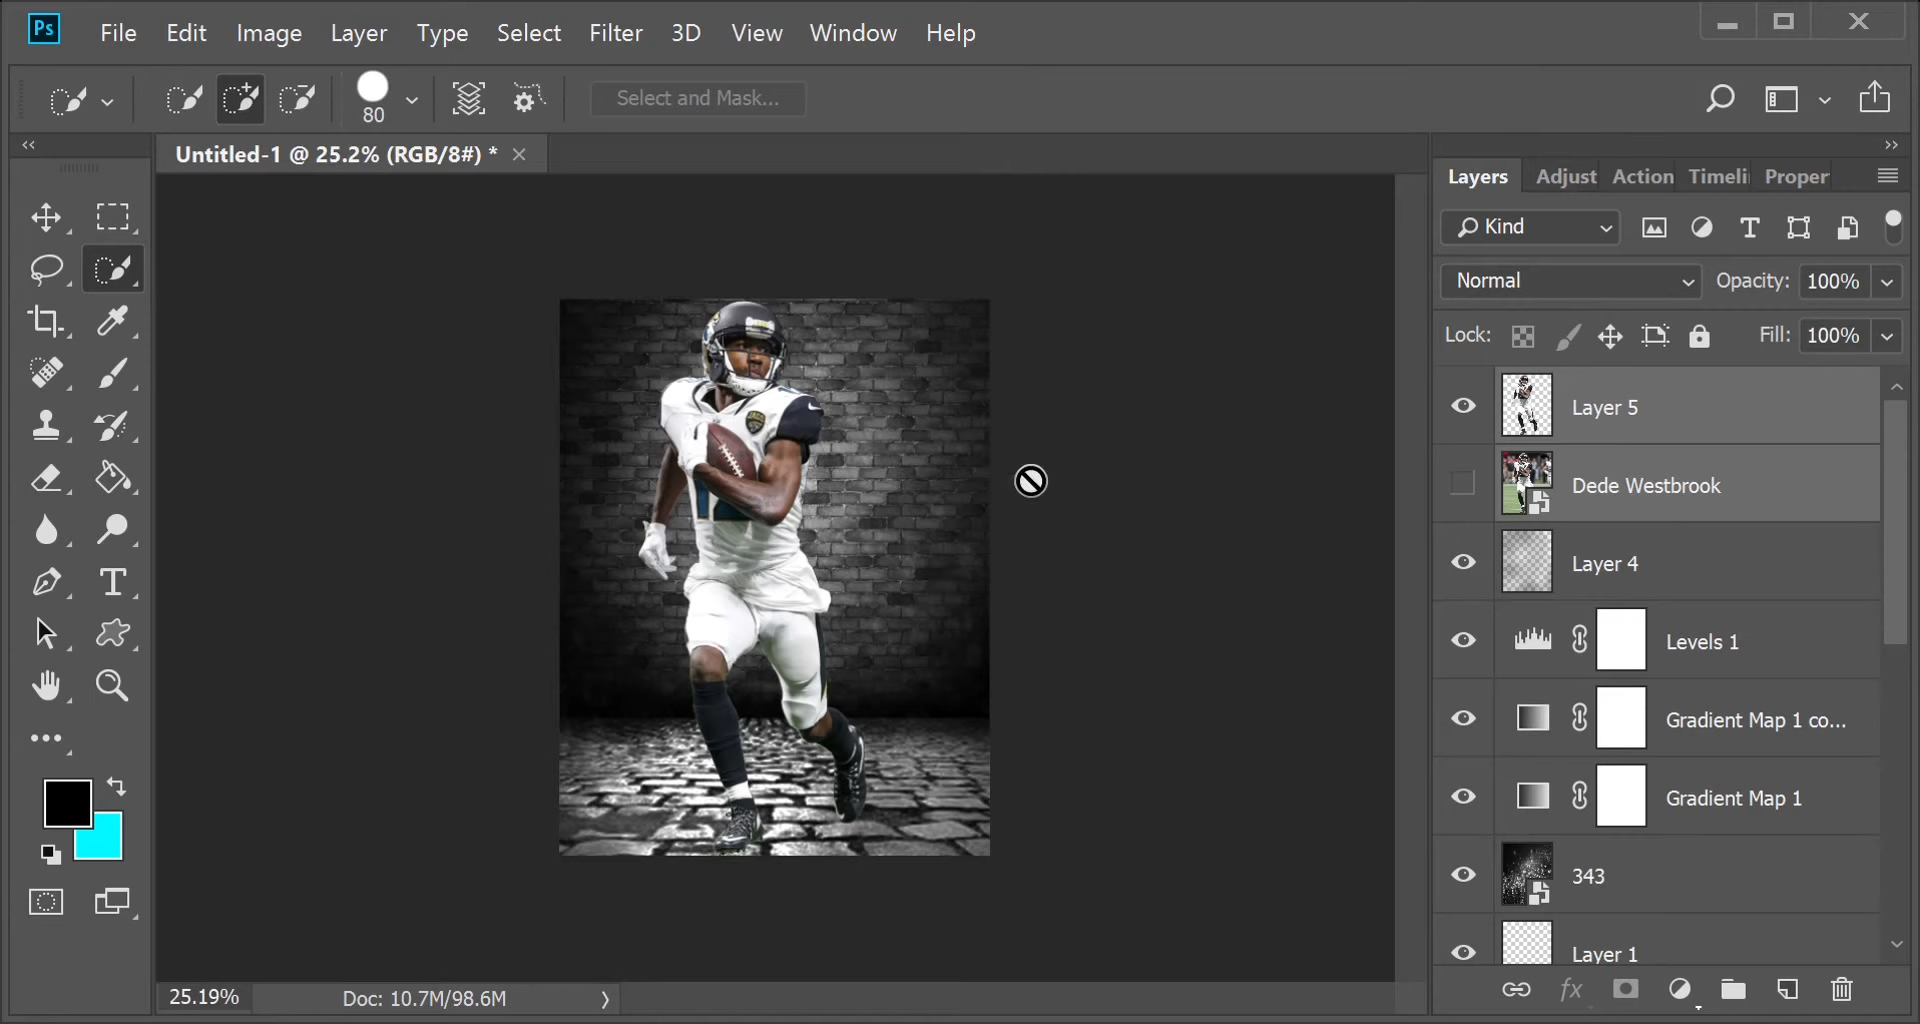 Ps File Edit Image Layer Type Select Filter 3D View Window Help
80 Select and Mask...
Untitled-1 @ 25.2% (RGB/8#) *
Layers Adjust Action Timeli Proper
Kind
Normal Opacity: 100%
Lock: Fill: 100%
Layer 5
Dede Westbrook
Layer 4
Levels 1
Gradient Map 1 co...
Gradient Map 1
343
Layer 1
25.19% Doc: 10.7M/98.6M
fx